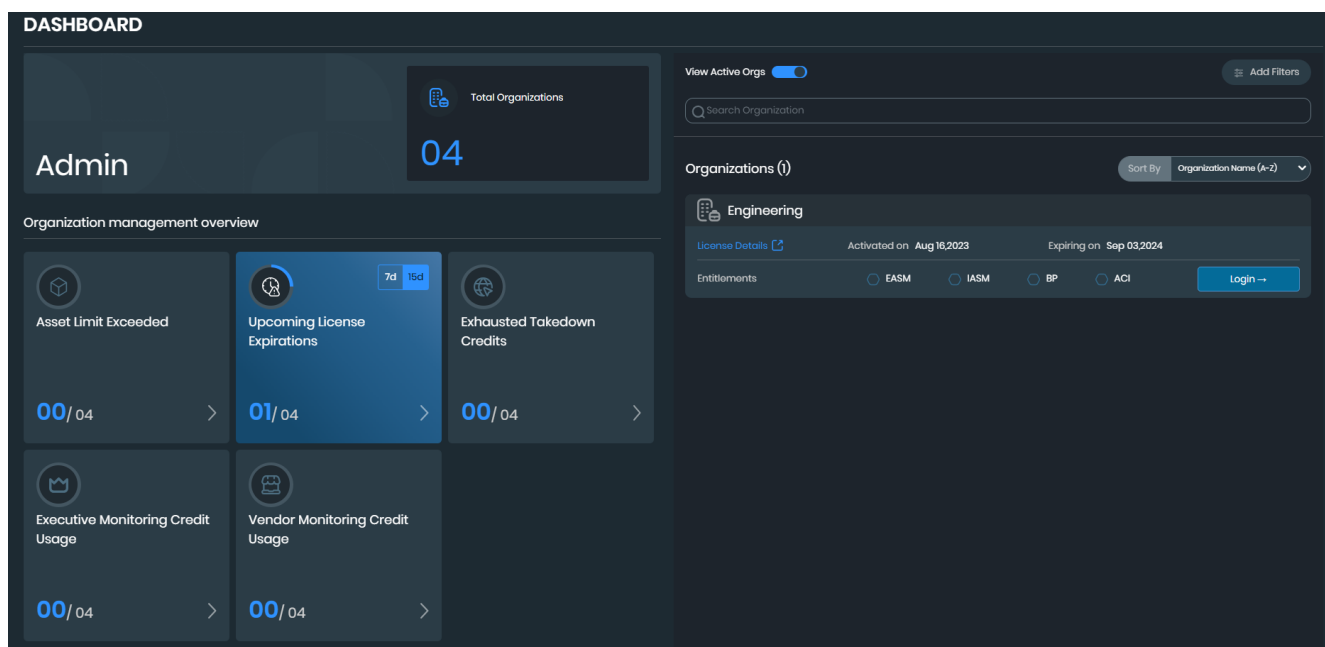 DASHBOARD
Admin
Total Organizations
04
Organization management overview
Asset Limit Exceeded
00/ 04
7d 15d
Upcoming License
Expirations
01/ 04
Exhausted Takedown
Credits
00/ 04
Executive Monitoring Credit
Usage
00/ 04
Vendor Monitoring Credit
Usage
00/ 04
View Active Orgs
Add Filters
Search Organization
Organizations (1)
Sort By Organization Name (A-Z)
Engineering
License Details Activated on Aug 16,2023 Expiring on Sep 03,2024
Entitlements EASM IASM BP ACI Login →